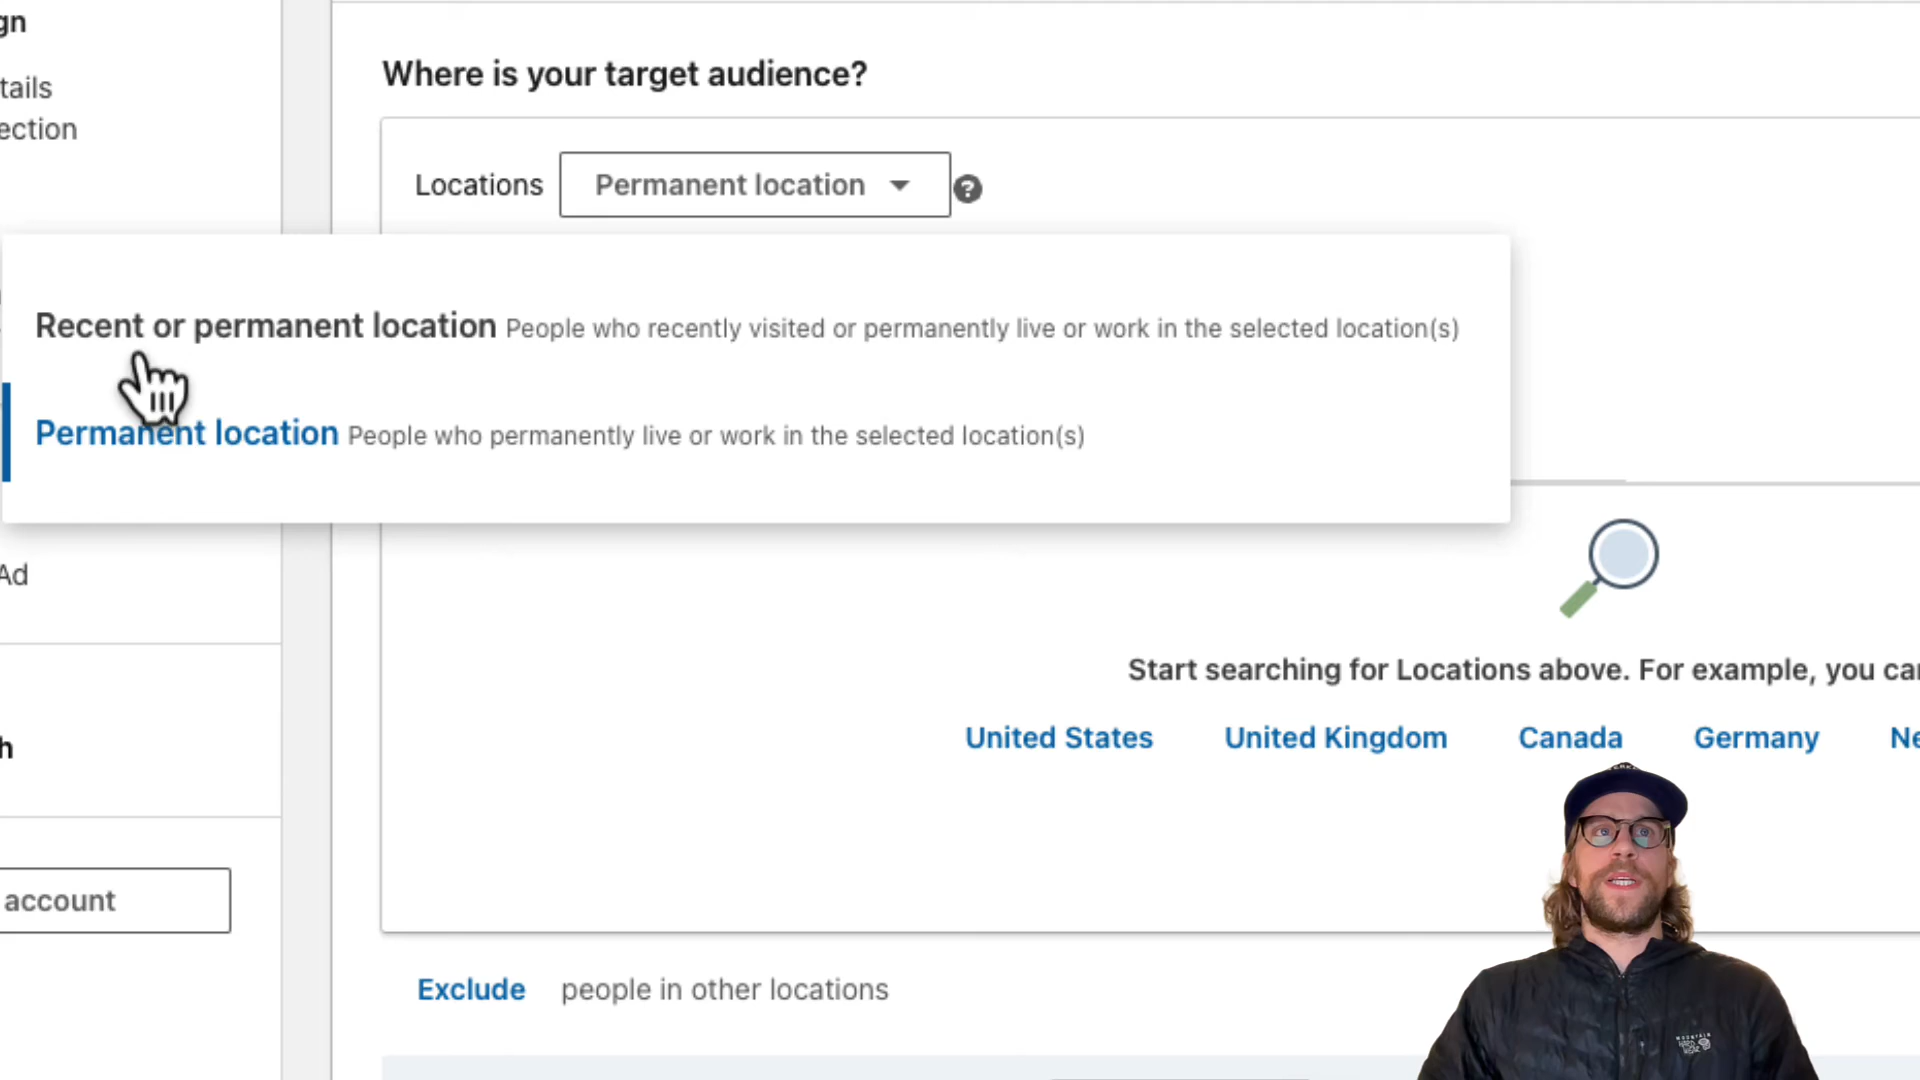 gn
tails
ection
Where is your target audience?
Locations
Permanent location
?
Recent or permanent location People who recently visited or permanently live or work in the selected location(s)
Permanent location People who permanently live or work in the selected location(s)
Ad
Start searching for Locations above. For example, you can
United States
United Kingdom
Canada
Germany
Ne
h
account
Exclude people in other locations
MOUNTAIN